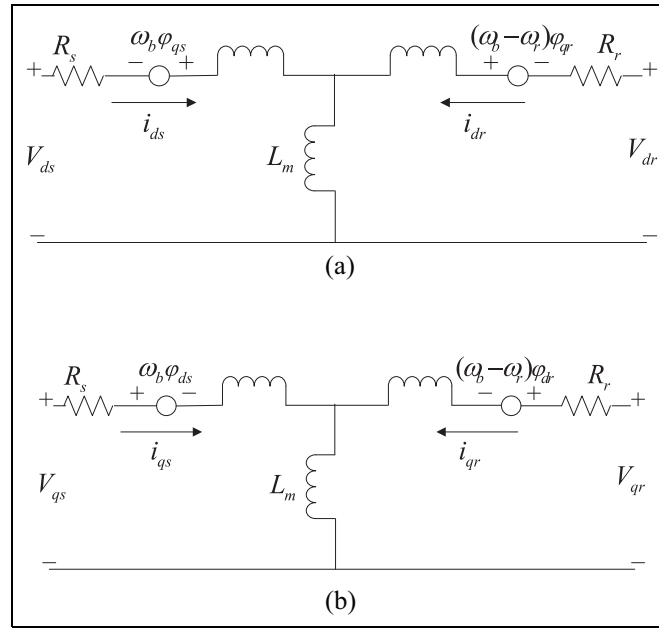 ω_b φ_qs (ω_b − ω_r)φ_qr
R_s R_r
+ − + + − +
i_ds i_dr
V_ds L_m V_dr
− −
(a)
ω_b φ_ds (ω_b − ω_r)φ_dr
R_s R_r
+ + − − + +
i_qs i_qr
V_qs L_m V_qr
− −
(b)